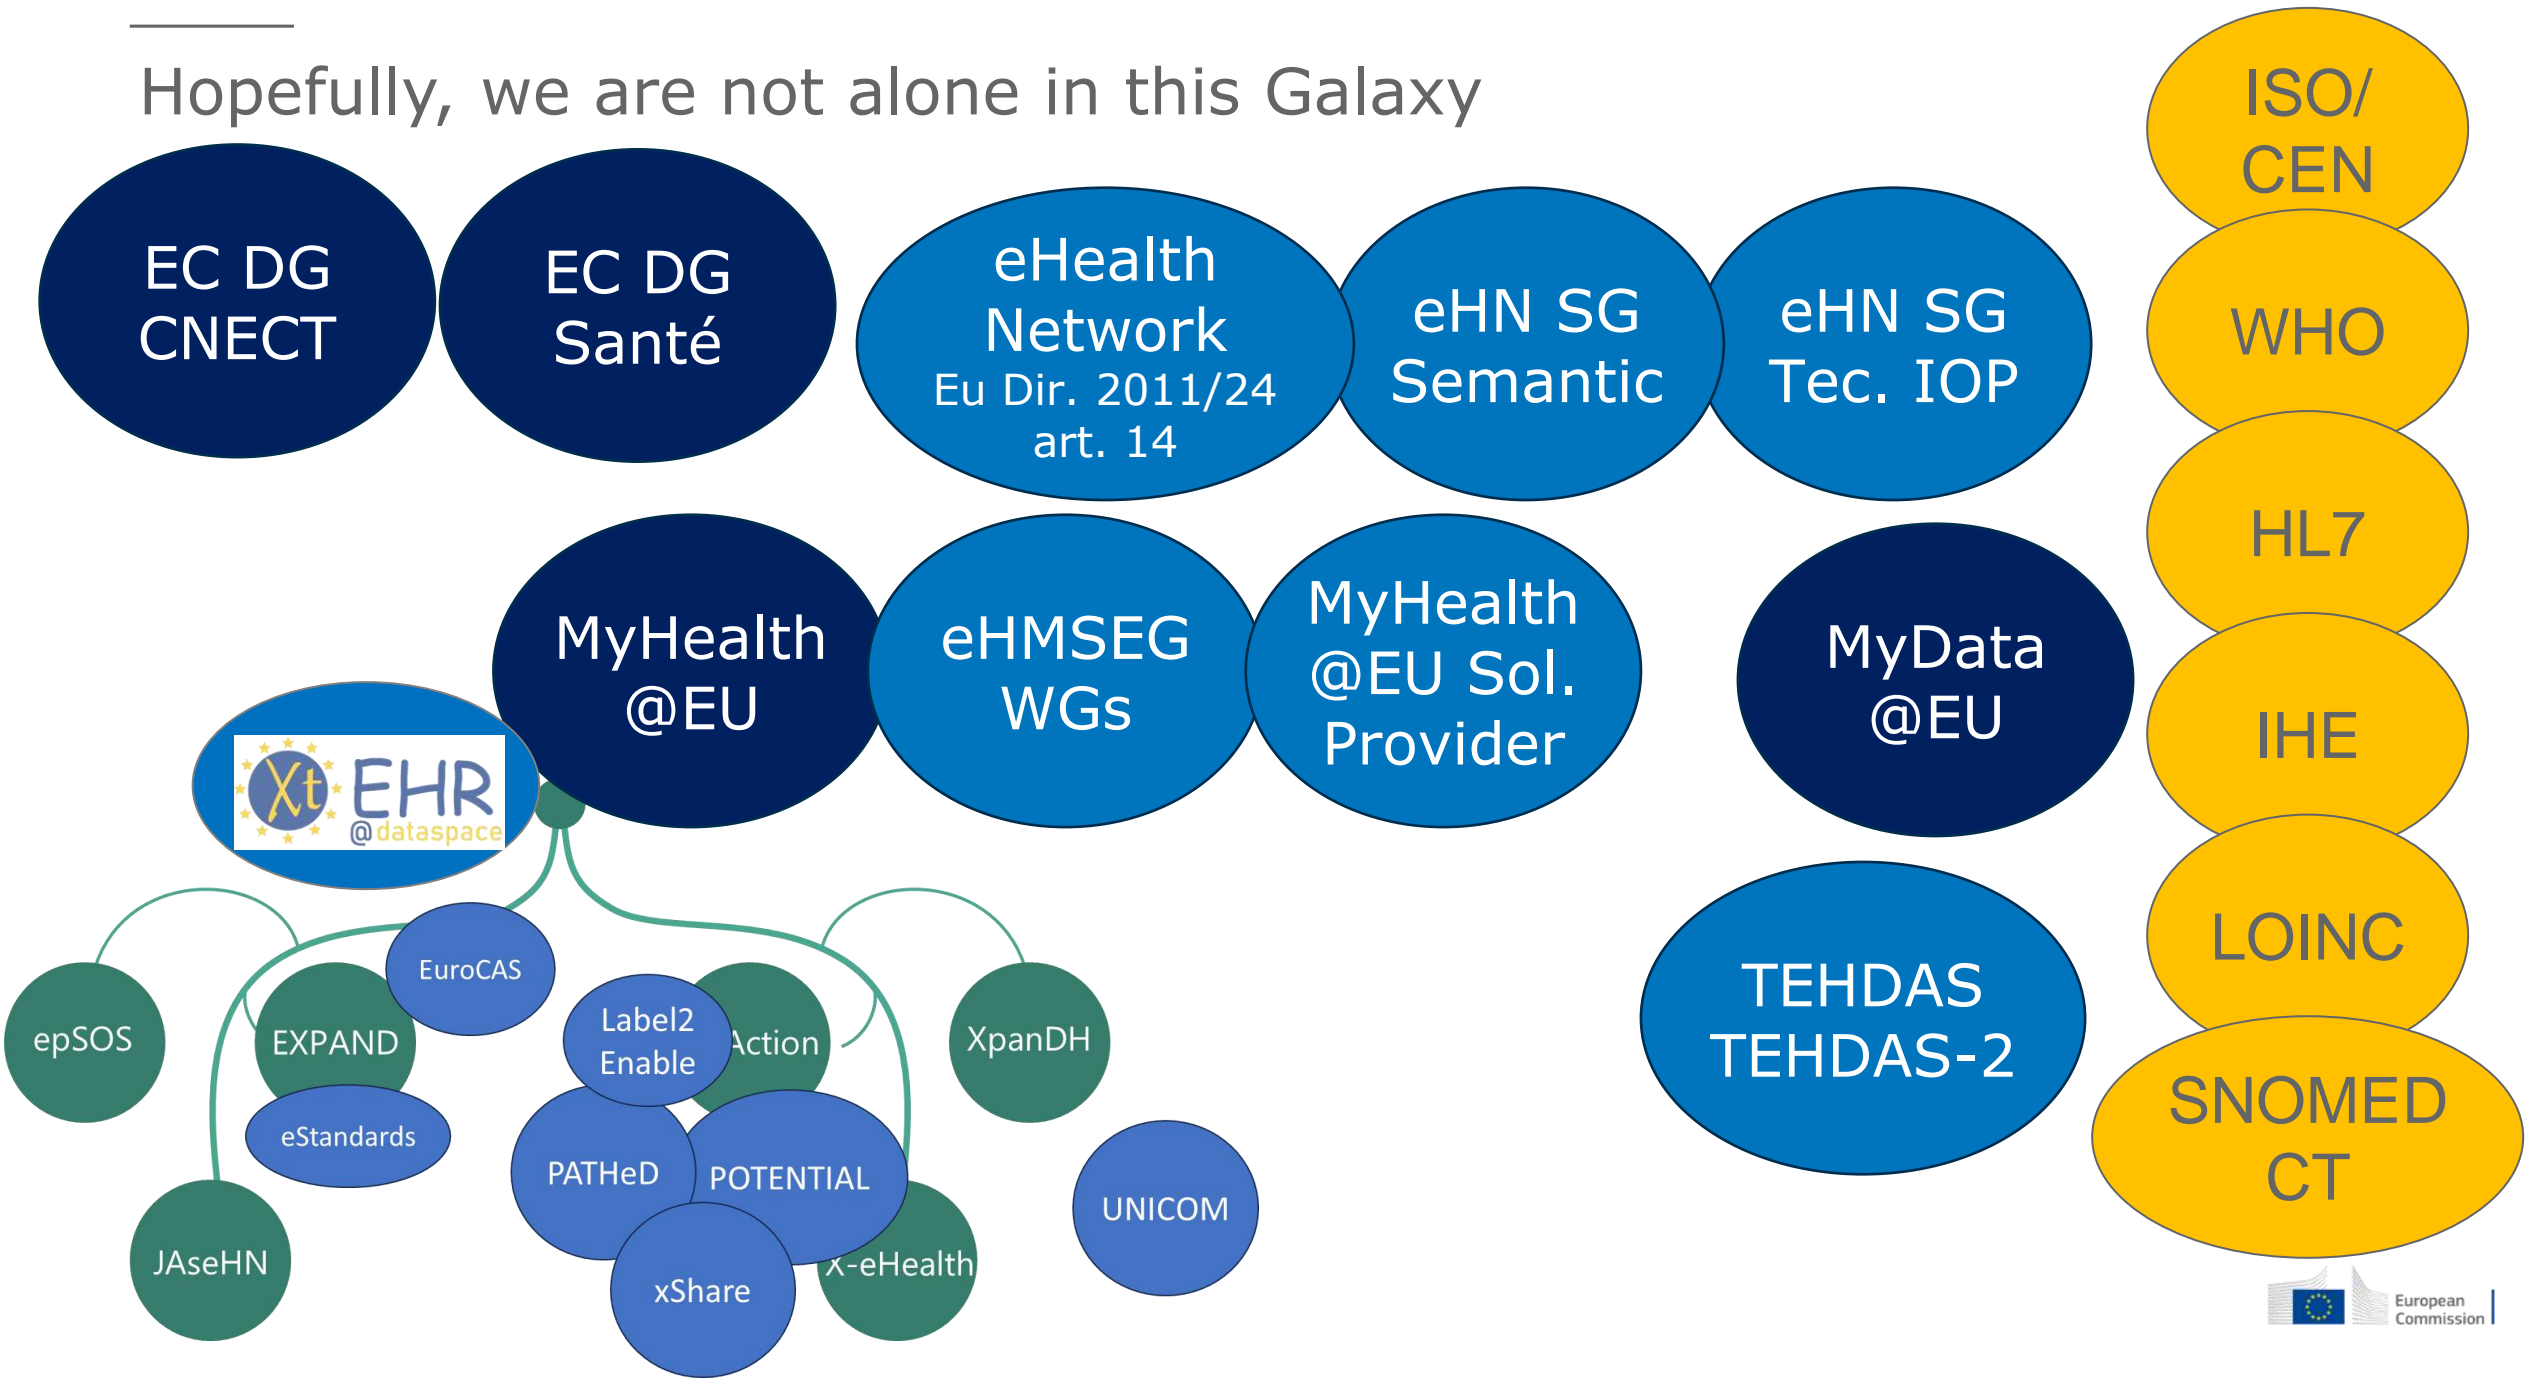 Hopefully, we are not alone in this Galaxy
EC DG
CNECT
EC DG
Santé
eHealth
Network
Eu Dir. 2011/24
art. 14
eHN SG
Semantic
eHN SG
Tec. IOP
ISO/
CEN
WHO
HL7
IHE
LOINC
SNOMED
CT
MyHealth
@EU
eHMSEG
WGs
MyHealth
@EU Sol.
Provider
MyData
@EU
TEHDAS
TEHDAS-2
Xt EHR
@dataspace
EuroCAS
epSOS
EXPAND
eStandards
JAseHN
Label2
Enable
Action
XpanDH
PATHeD
POTENTIAL
xShare
X-eHealth
UNICOM
European
Commission